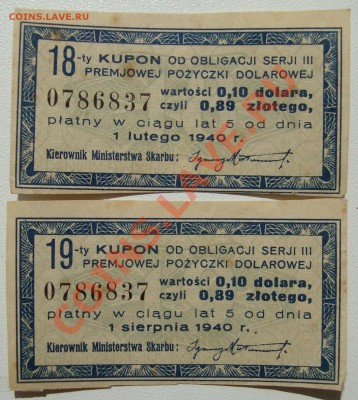 COINS.SU
18-ty KUPON OD OBLIGACJI SERJI III
PREMJOWEJ POŻYCZKI DOLAROWEJ
0786837 wartości 0,10 dolara,
czyli 0,89 złotego,
płatny w ciągu lat 5 od dnia
1 lutego 1940 r.
Kierownik Ministerstwa Skarbu:
19-ty KUPON OD OBLIGACJI SERJI III
PREMJOWEJ POŻYCZKI DOLAROWEJ
0786837 wartości 0,10 dolara,
czyli 0,89 złotego,
płatny w ciągu lat 5 od dnia
1 sierpnia 1940 r.
Kierownik Ministerstwa Skarbu:
COINS.SU